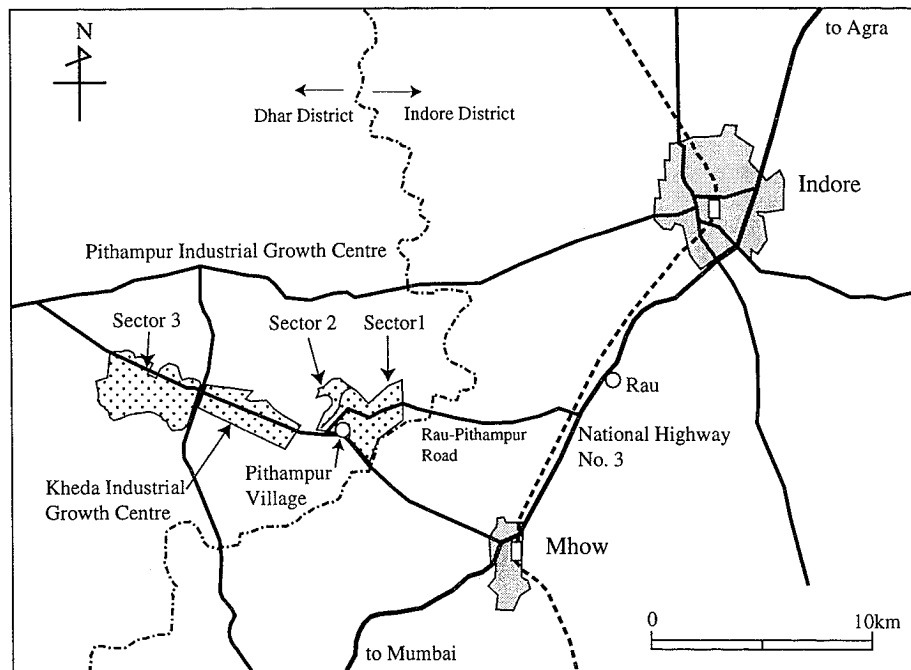 N
to Agra
Dhar District
Indore District
Indore
Pithampur Industrial Growth Centre
Sector 3
Sector 2
Sector1
Rau
Rau-Pithampur
Road
National Highway
No. 3
Kheda Industrial
Growth Centre
Pithampur
Village
Mhow
to Mumbai
0
10km